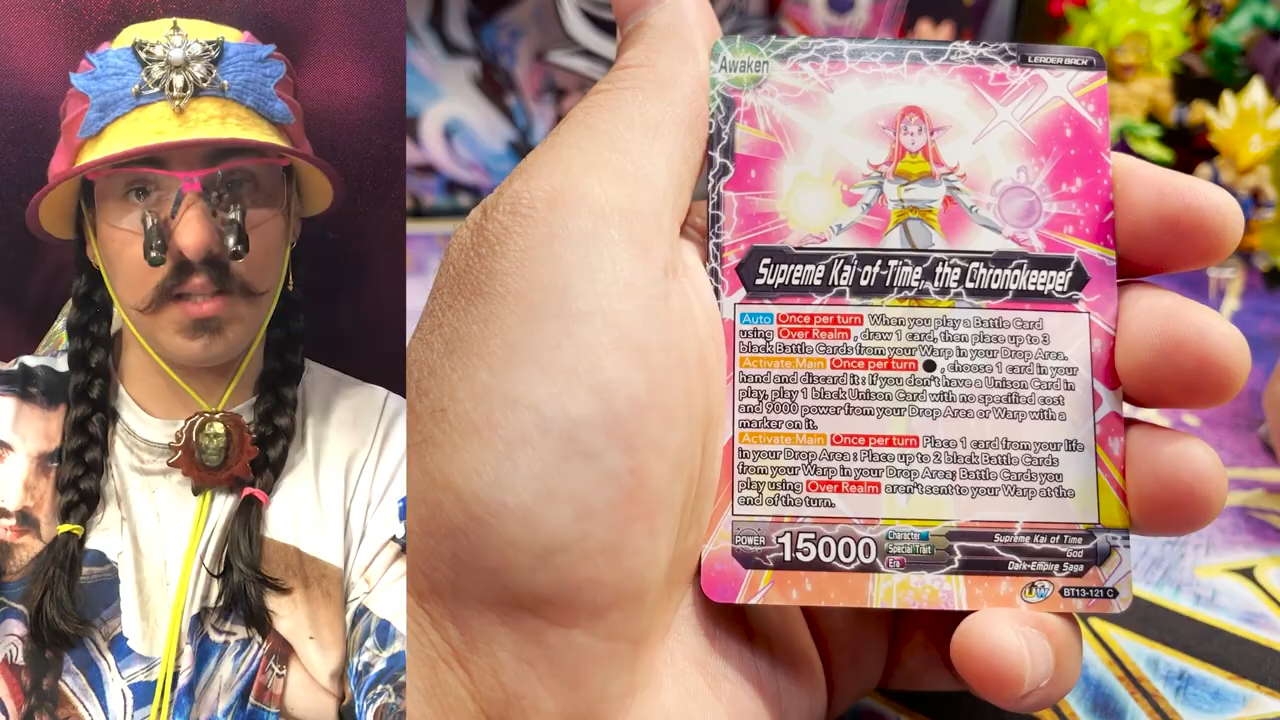 Awaken
LEADER BACK
Supreme Kai of Time, the Chronokeeper
Auto Once per turn When you play a Battle Card
using Over Realm , draw 1 card, then place up to 3
black Battle Cards from your Warp in your Drop Area.
Activate:Main Once per turn , choose 1 card in your
hand and discard it : If you don't have a Unison Card in
play, play 1 black Unison Card with no specified cost
and 9000 power from your Drop Area or Warp with a
marker on it.
Activate:Main Once per turn Place 1 card from your life
in your Drop Area : Place up to 2 black Battle Cards
from your Warp in your Drop Area; Battle Cards you
play using Over Realm aren't sent to your Warp at the
end of the turn.
POWER 15000
Character Supreme Kai of Time
Special Trait God
Era Dark-Empire Saga
UW BT13-121 C